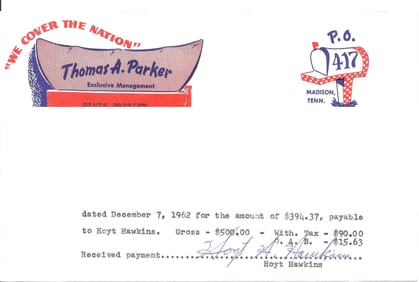 "WE COVER THE NATION"
Thomas A. Parker
Exclusive Management
P.O.
417
MADISON,
TENN.
dated December 7, 1962 for the amount of $394.37, payable
to Hoyt Hawkins. Gross - $500.00 - With. Tax - $90.00
O. A. B. - $15.63
Received payment.....Hoyt A. Hawkins
Hoyt Hawkins